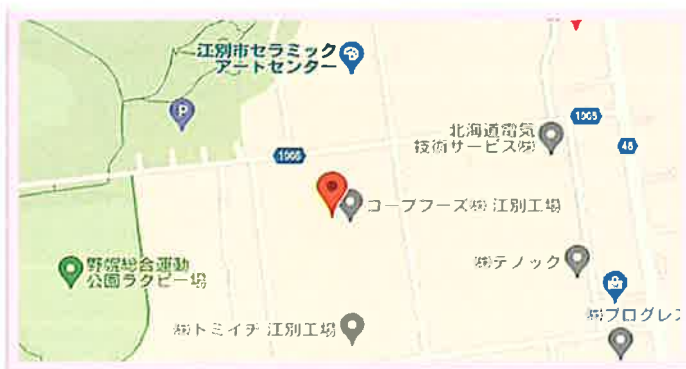 江別市セラミック
アートセンター
P
1005
北海道電気
技術サービス㈱
1005
46
コープフーズ㈱ 江別工場
野幌総合運動
公園ラグビー場
㈱テノック
㈱トミイチ 江別工場
㈱プログレス